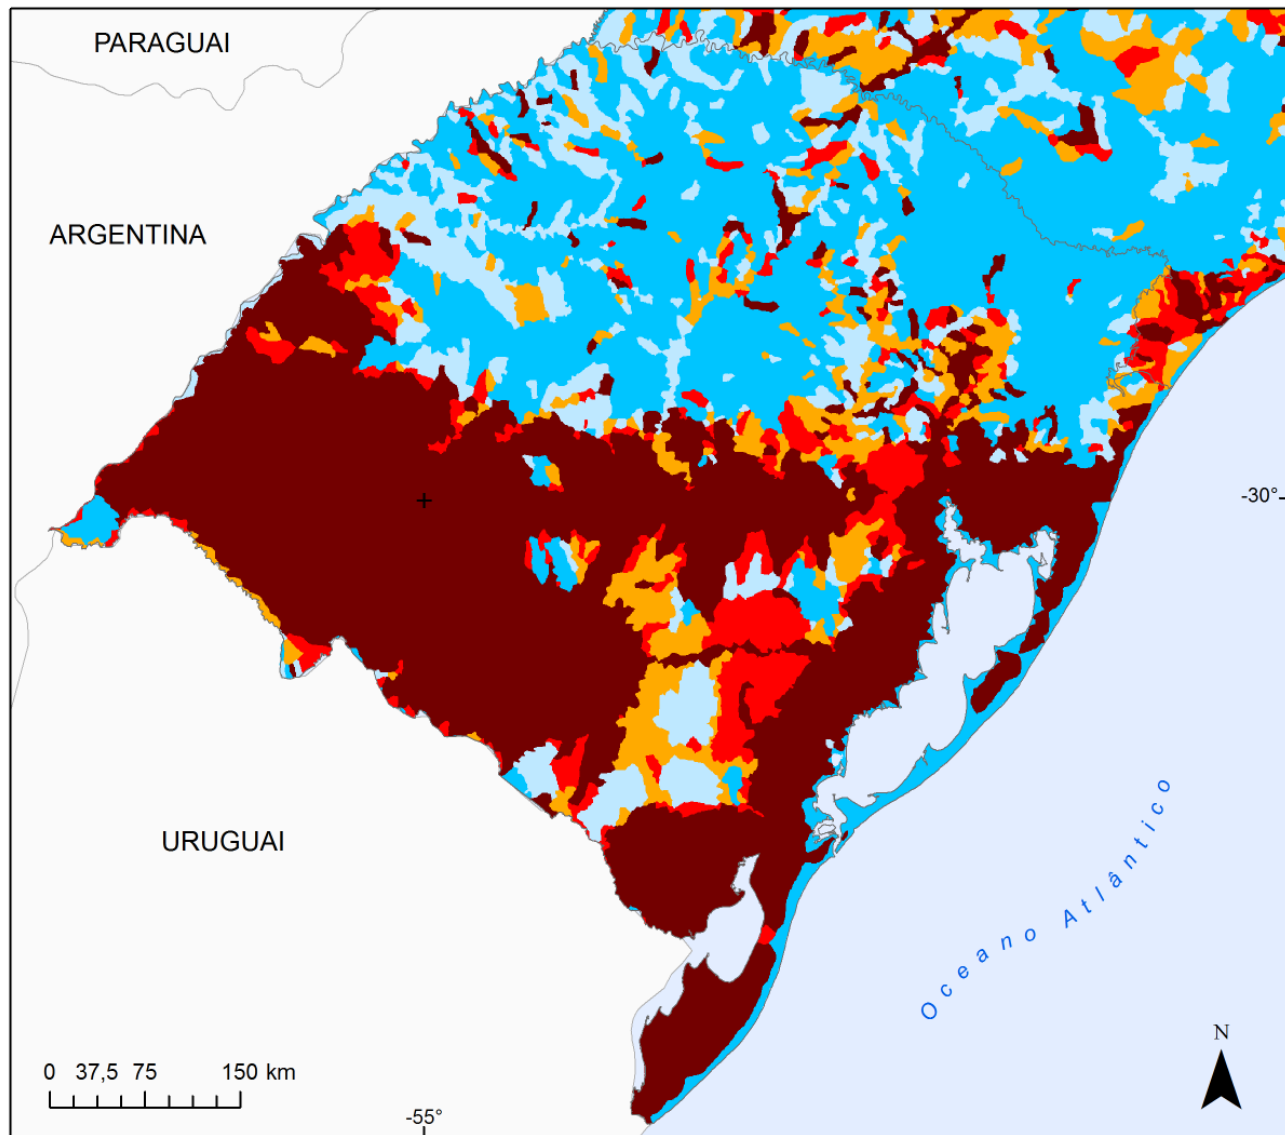 PARAGUAI
ARGENTINA
-30°
URUGUAI
Oceano Atlântico
N
0 37,5 75 150 km
-55°